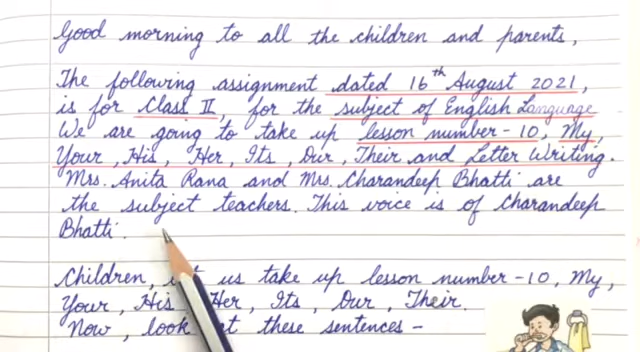 Good morning to all the children and parents,
The following assignment dated 16th August 2021,
is for Class II, for the subject of English Language
We are going to take up lesson number-10, My,
Your, His, Her, Its, Our, Their and Letter Writing.
Mrs. Anita Rana and Mrs. Charandeep Bhatti are
the subject teachers. This voice is of Charandeep
Bhatti.
Children, us take up lesson number-10, My,
Your, His Her, Its, Our, Their.
Now, look at these sentences -